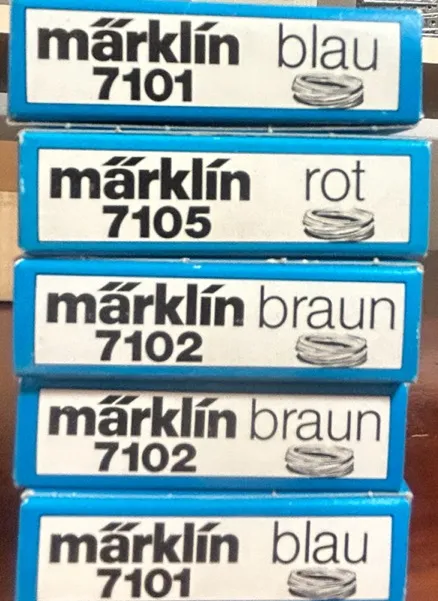 märklin blau
7101
märklin rot
7105
märklin braun
7102
märklin braun
7102
märklin blau
7101